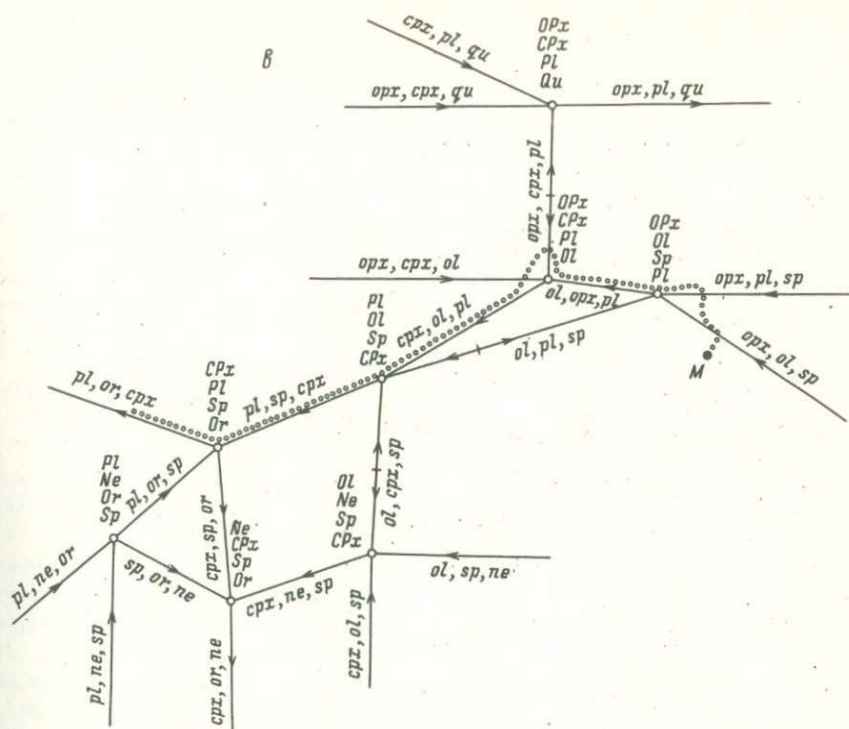 в
cpx, pl, qu
OPx
CPx
Pl
Qu
opx, cpx, qu
opx, pl, qu
opx, cpx, pl
OPx
CPx
Pl
Ol
OPx
Ol
Sp
Pl
opx, cpx, ol
ol, opx, pl
opx, pl, sp
Pl
Ol
Sp
CPx
cpx, ol, pl
ol, pl, sp
opx, ol, sp
M
CPx
Pl
Sp
Or
pl, or, cpx
pl, sp, cpx
Pl
Ne
Or
Sp
pl, or, sp
cpx, sp, or
Ol
Ne
Sp
CPx
ol, cpx, sp
Ne
CPx
Sp
Or
pl, ne, or
sp, or, ne
cpx, ne, sp
ol, sp, ne
pl, ne, sp
cpx, or, ne
cpx, ol, sp